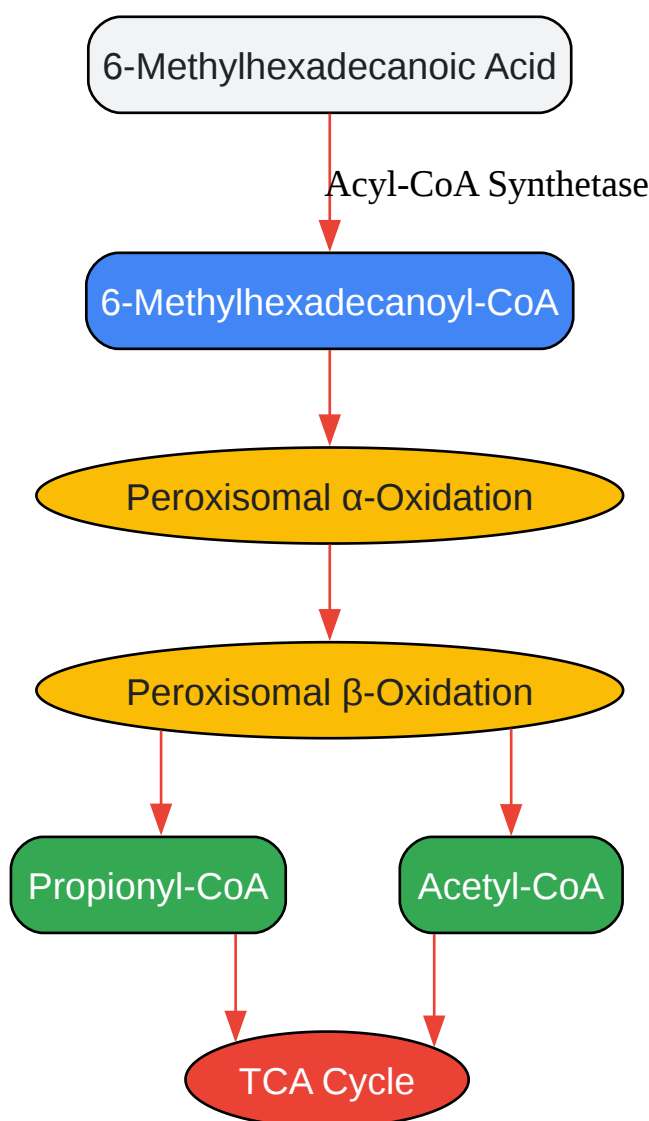 6-Methylhexadecanoic Acid
Acyl-CoA Synthetase
6-Methylhexadecanoyl-CoA
Peroxisomal α-Oxidation
Peroxisomal β-Oxidation
Propionyl-CoA
Acetyl-CoA
TCA Cycle